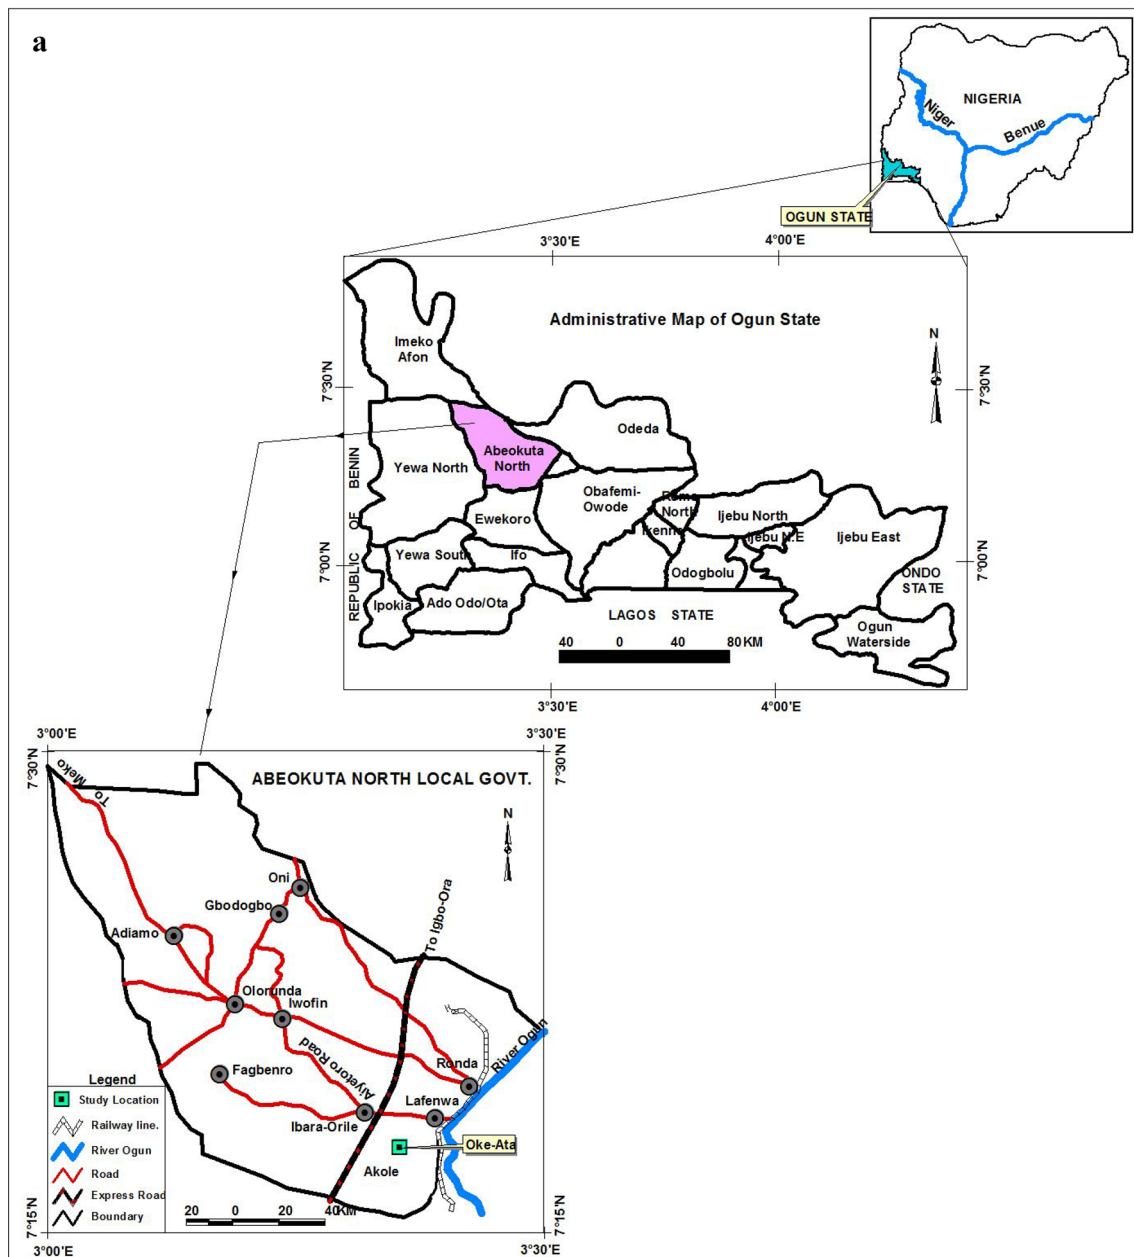 a
NIGERIA
Niger
Benue
OGUN STATE
3°30'E
4°00'E
Administrative Map of Ogun State
N
Imeko
Afon
7°30'N
7°30'N
Odeda
Abeokuta
North
Yewa North
REPUBLIC OF BENIN
Obafemi-
Owode
Remo
North
Ijebu North
Ewekoro
Ikenne
Ijebu N.E
Ijebu East
Yewa South
Ifo
7°00'N
7°00'N
Odogbolu
ONDO
STATE
Ipokia
Ado Odo/Ota
LAGOS STATE
Ogun
Waterside
40 0 40 80 KM
3°30'E
4°00'E
3°00'E
3°30'E
7°30'N
7°30'N
ABEOKUTA NORTH LOCAL GOVT.
To Meko
N
Oni
Gbodogbo
To Igbo-Ora
Adiamo
Olorunda
Iwofin
River Ogun
Aiyetoro Road
Ronda
Fagbenro
Lafenwa
Ibara-Orile
Oke-Ata
Akole
Legend
Study Location
Railway line.
River Ogun
Road
Express Road
Boundary
20 0 20 40 KM
7°15'N
7°15'N
3°00'E
3°30'E